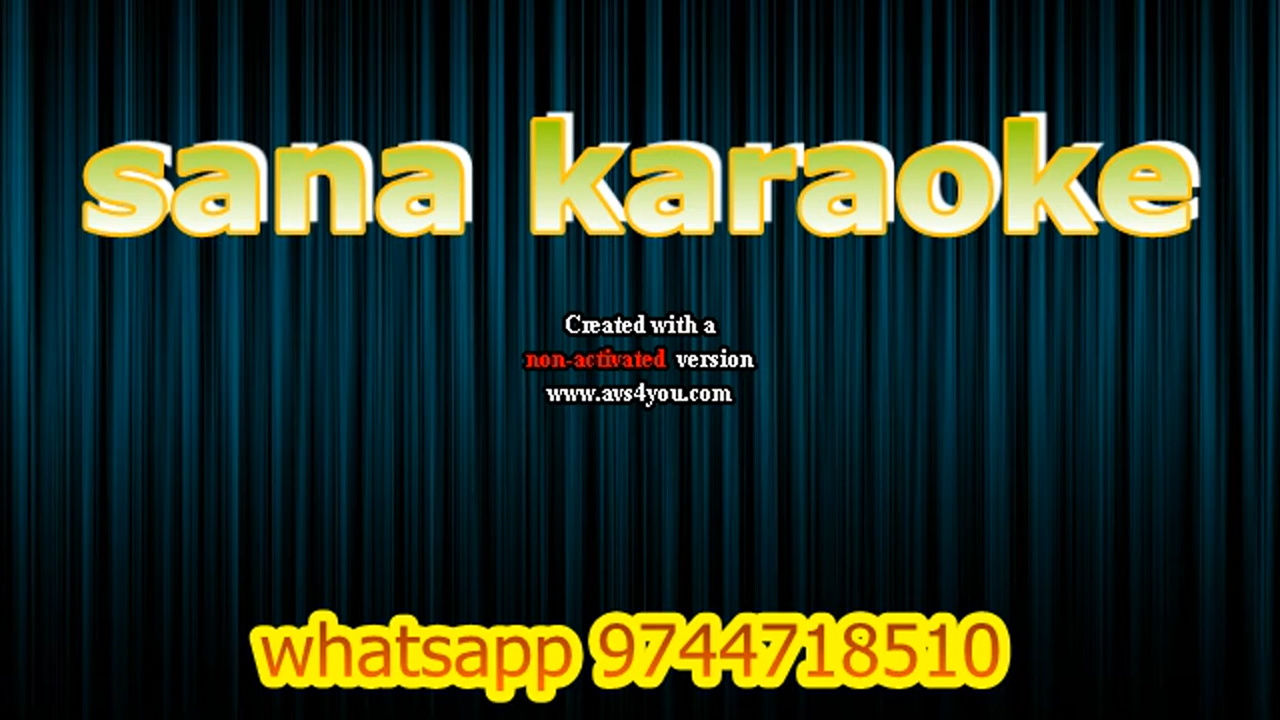 sana karaoke
Created with a
non-activated version
www.avs4you.com
whatsapp 9744718510